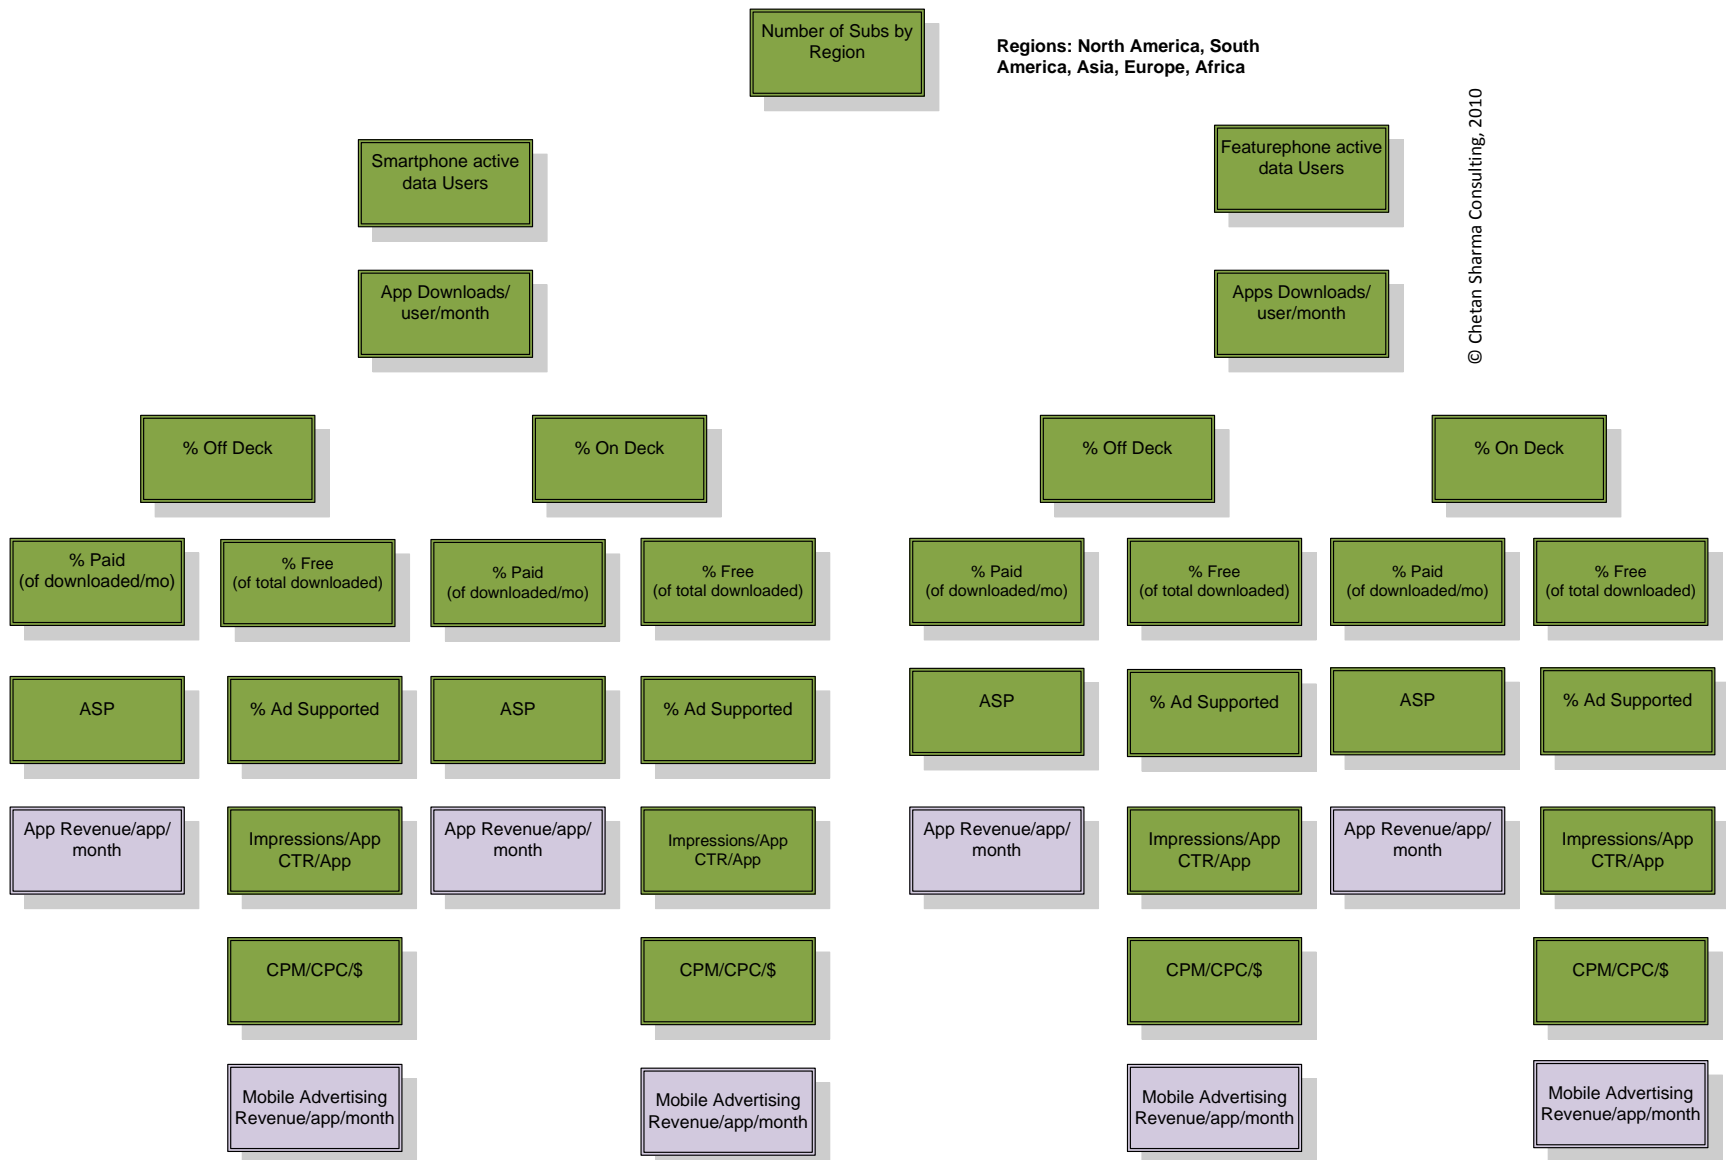 Number of Subs by
Region
Regions: North America, South
America, Asia, Europe, Africa
© Chetan Sharma Consulting, 2010
Smartphone active
data Users
Featurephone active
data Users
App Downloads/
user/month
Apps Downloads/
user/month
% Off Deck
% On Deck
% Off Deck
% On Deck
% Paid
(of downloaded/mo)
% Free
(of total downloaded)
% Paid
(of downloaded/mo)
% Free
(of total downloaded)
% Paid
(of downloaded/mo)
% Free
(of total downloaded)
% Paid
(of downloaded/mo)
% Free
(of total downloaded)
ASP
% Ad Supported
ASP
% Ad Supported
ASP
% Ad Supported
ASP
% Ad Supported
App Revenue/app/
month
Impressions/App
CTR/App
App Revenue/app/
month
Impressions/App
CTR/App
App Revenue/app/
month
Impressions/App
CTR/App
App Revenue/app/
month
Impressions/App
CTR/App
CPM/CPC/$
CPM/CPC/$
CPM/CPC/$
CPM/CPC/$
Mobile Advertising
Revenue/app/month
Mobile Advertising
Revenue/app/month
Mobile Advertising
Revenue/app/month
Mobile Advertising
Revenue/app/month